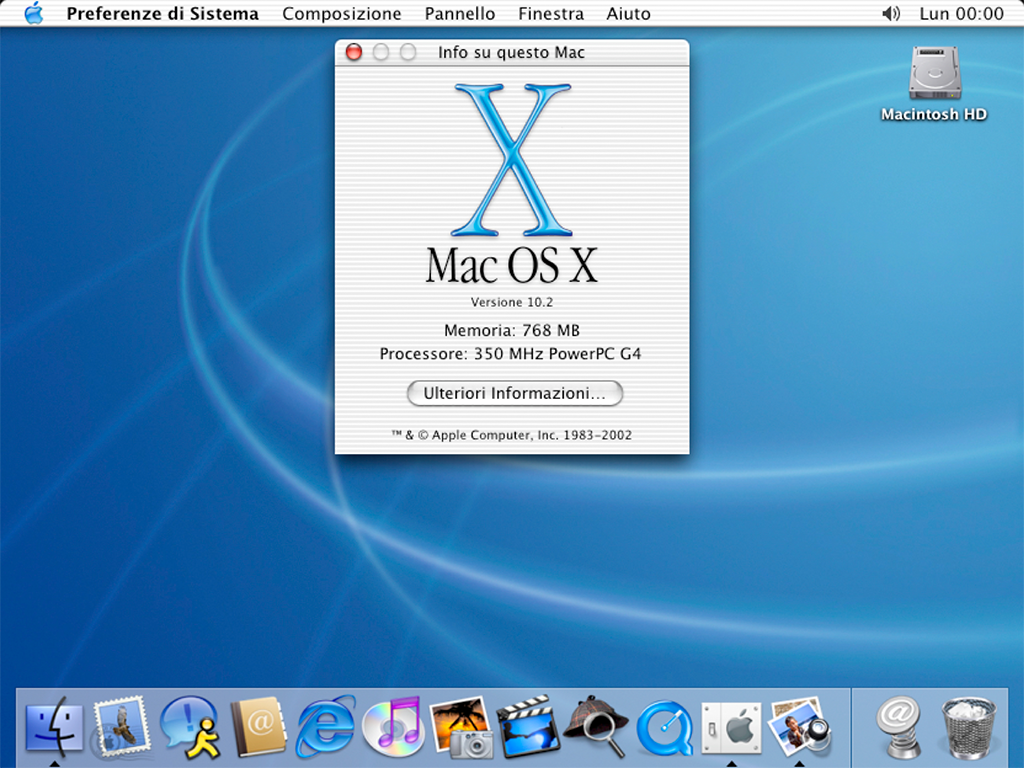 Preferenze di Sistema Composizione Pannello Finestra Aiuto Lun 00:00
Info su questo Mac
Macintosh HD
X
Mac OS X
Versione 10.2
Memoria: 768 MB
Processore: 350 MHz PowerPC G4
Ulteriori Informazioni...
™ & © Apple Computer, Inc. 1983-2002